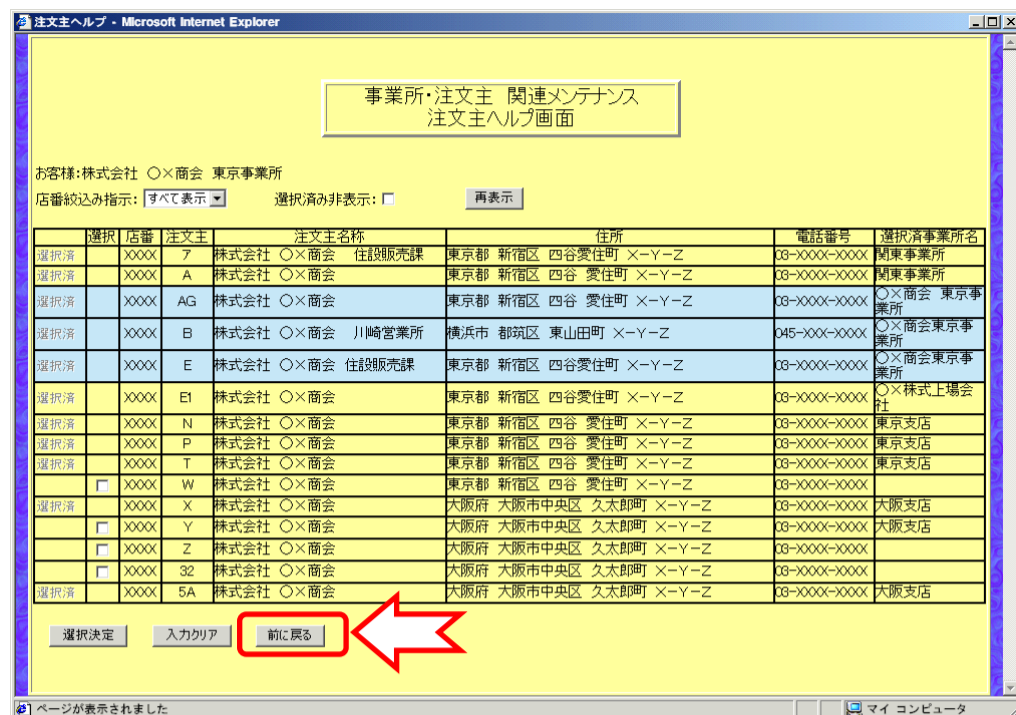 注文主ヘルプ - Microsoft Internet Explorer
事業所・注文主 関連メンテナンス
注文主ヘルプ画面
お客様:株式会社 ○×商会 東京事業所
店番絞込み指示: すべて表示 選択済み非表示: 再表示
選択 店番 注文主 注文主名称 住所 電話番号 選択済事業所名
選択済 XXXX 7 株式会社 ○×商会 住設販売課 東京都 新宿区 四谷愛住町 X-Y-Z 03-XXXX-XXXX 関東事業所
選択済 XXXX A 株式会社 ○×商会 東京都 新宿区 四谷 愛住町 X-Y-Z 03-XXXX-XXXX 関東事業所
選択済 XXXX AG 株式会社 ○×商会 東京都 新宿区 四谷 愛住町 X-Y-Z 03-XXXX-XXXX ○×商会 東京事業所
選択済 XXXX B 株式会社 ○×商会 川崎営業所 横浜市 都筑区 東山田町 X-Y-Z 045-XXX-XXXX ○×商会東京事業所
選択済 XXXX E 株式会社 ○×商会 住設販売課 東京都 新宿区 四谷愛住町 X-Y-Z 03-XXXX-XXXX ○×商会東京事業所
選択済 XXXX E1 株式会社 ○×商会 東京都 新宿区 四谷愛住町 X-Y-Z 03-XXXX-XXXX ○×株式上場会社
選択済 XXXX N 株式会社 ○×商会 東京都 新宿区 四谷 愛住町 X-Y-Z 03-XXXX-XXXX 東京支店
選択済 XXXX P 株式会社 ○×商会 東京都 新宿区 四谷 愛住町 X-Y-Z 03-XXXX-XXXX 東京支店
選択済 XXXX T 株式会社 ○×商会 東京都 新宿区 四谷 愛住町 X-Y-Z 03-XXXX-XXXX 東京支店
XXXX W 株式会社 ○×商会 東京都 新宿区 四谷 愛住町 X-Y-Z 03-XXXX-XXXX
選択済 XXXX X 株式会社 ○×商会 大阪府 大阪市中央区 久太郎町 X-Y-Z 03-XXXX-XXXX 大阪支店
XXXX Y 株式会社 ○×商会 大阪府 大阪市中央区 久太郎町 X-Y-Z 03-XXXX-XXXX 大阪支店
XXXX Z 株式会社 ○×商会 大阪府 大阪市中央区 久太郎町 X-Y-Z 03-XXXX-XXXX
XXXX 32 株式会社 ○×商会 大阪府 大阪市中央区 久太郎町 X-Y-Z 03-XXXX-XXXX
選択済 XXXX 5A 株式会社 ○×商会 大阪府 大阪市中央区 久太郎町 X-Y-Z 03-XXXX-XXXX 大阪支店
選択決定 入力クリア 前に戻る
ページが表示されました マイ コンピュータ